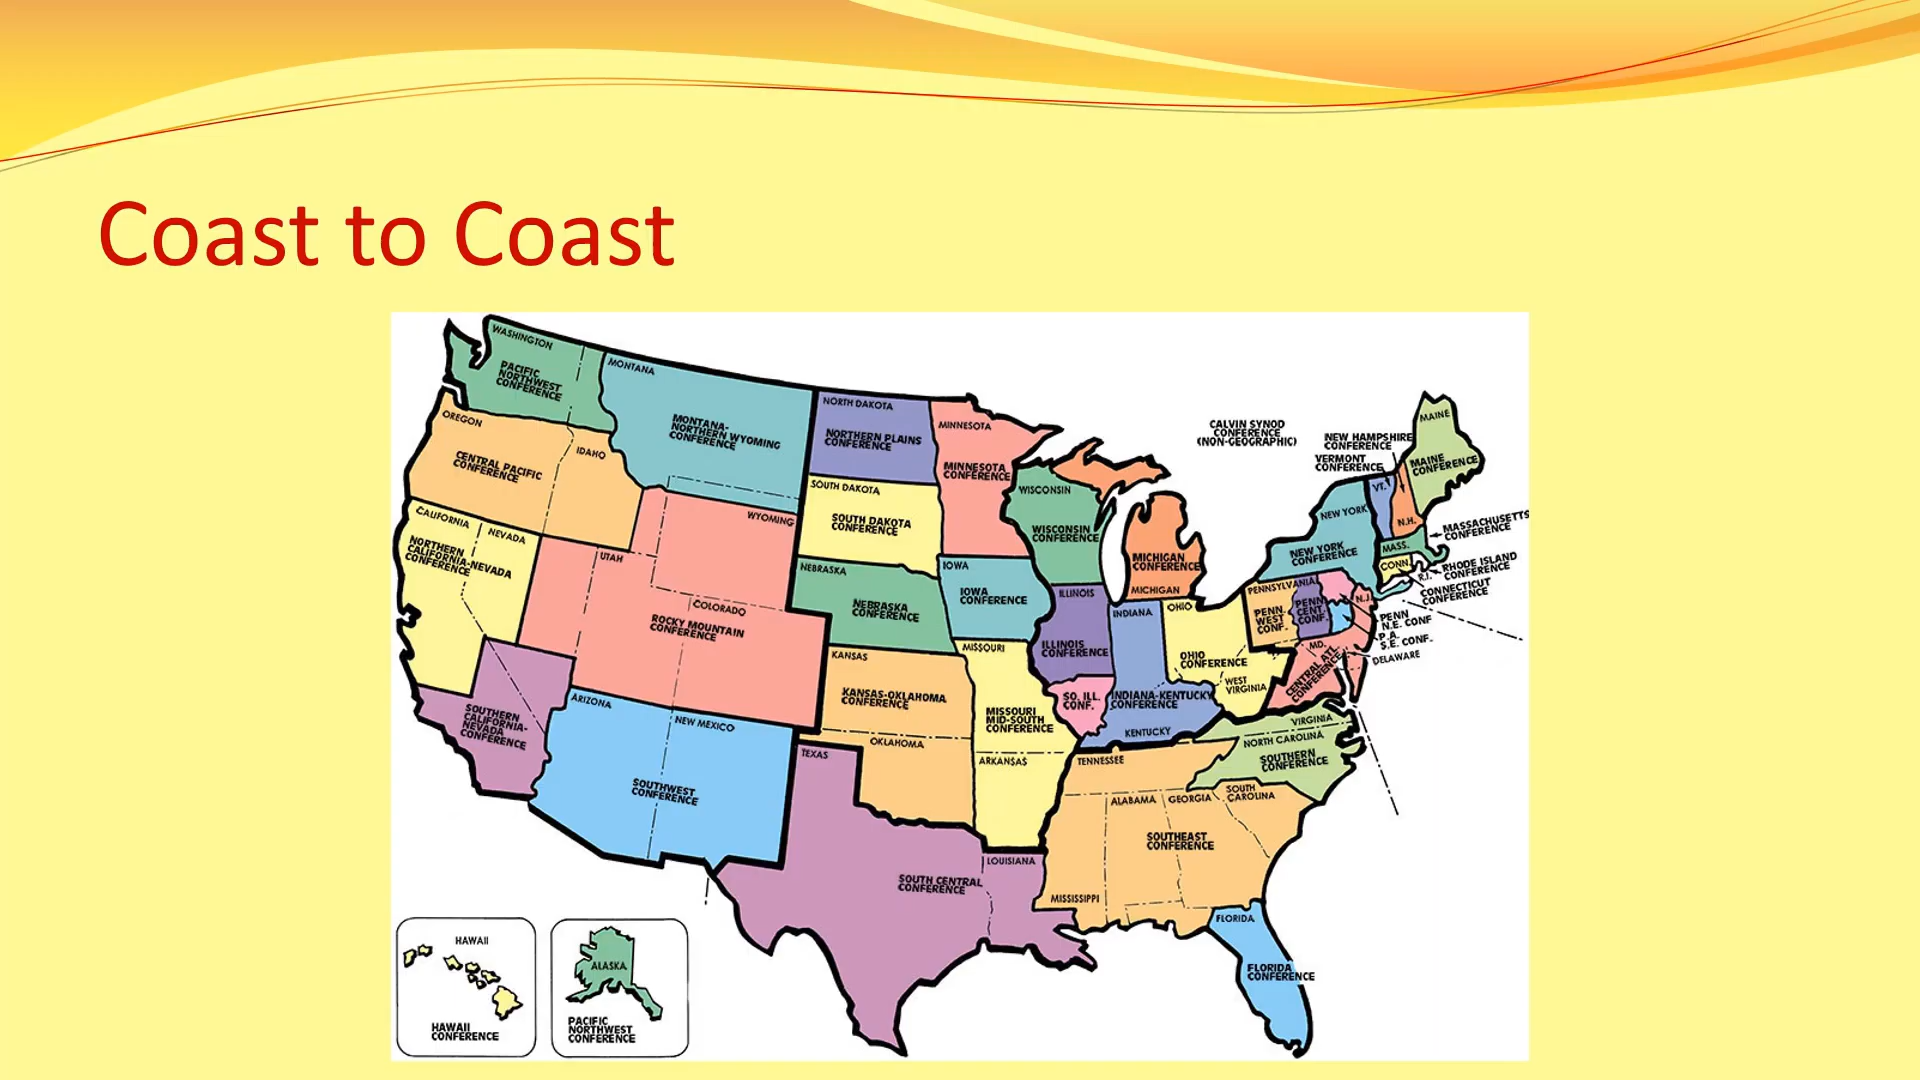 Coast to Coast
WASHINGTON
PACIFIC
NORTHWEST
CONFERENCE
MONTANA
MONTANA-
NORTHERN WYOMING
CONFERENCE
NORTH DAKOTA
NORTHERN PLAINS
CONFERENCE
MINNESOTA
MINNESOTA
CONFERENCE
OREGON
IDAHO
CENTRAL PACIFIC
CONFERENCE
SOUTH DAKOTA
SOUTH DAKOTA
CONFERENCE
WYOMING
WISCONSIN
WISCONSIN
CONFERENCE
CALVIN SYNOD
CONFERENCE
(NON-GEOGRAPHIC)
NEW HAMPSHIRE
CONFERENCE
VERMONT
CONFERENCE
MAINE
MAINE
CONFERENCE
VT.
N.H.
NEW YORK
NEW YORK
CONFERENCE
MASS.
MASSACHUSETTS
CONFERENCE
CONN.
R.I.
RHODE ISLAND
CONFERENCE
CONNECTICUT
CONFERENCE
CALIFORNIA
NEVADA
NORTHERN
CALIFORNIA-NEVADA
CONFERENCE
UTAH
COLORADO
ROCKY MOUNTAIN
CONFERENCE
NEBRASKA
NEBRASKA
CONFERENCE
IOWA
IOWA
CONFERENCE
MICHIGAN
CONFERENCE
MICHIGAN
ILLINOIS
ILLINOIS
CONFERENCE
INDIANA
OHIO
OHIO
CONFERENCE
WEST
VIRGINIA
PENNSYLVANIA
PENN.
WEST
CONF.
PENN.
CENT.
CONF.
N.J.
PENN
N.E. CONF
P.A.
S.E. CONF.
MD.
DELAWARE
CENTRAL ATL.
CONFERENCE
KANSAS
KANSAS-OKLAHOMA
CONFERENCE
OKLAHOMA
MISSOURI
MISSOURI
MID-SOUTH
CONFERENCE
ARKANSAS
SO. ILL.
CONF.
INDIANA-KENTUCKY
CONFERENCE
KENTUCKY
VIRGINIA
NORTH CAROLINA
SOUTHERN
CONFERENCE
SOUTHERN
CALIFORNIA-
NEVADA
CONFERENCE
ARIZONA
NEW MEXICO
SOUTHWEST
CONFERENCE
TEXAS
TENNESSEE
ALABAMA
GEORGIA
SOUTH
CAROLINA
SOUTHEAST
CONFERENCE
MISSISSIPPI
LOUISIANA
SOUTH CENTRAL
CONFERENCE
FLORIDA
FLORIDA
CONFERENCE
HAWAII
HAWAII
CONFERENCE
ALASKA
PACIFIC
NORTHWEST
CONFERENCE